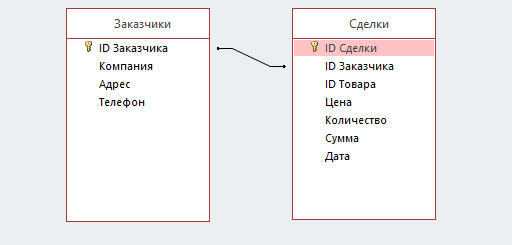 Заказчики
ID Заказчика
Компания
Адрес
Телефон
Сделки
ID Сделки
ID Заказчика
ID Товара
Цена
Количество
Сумма
Дата